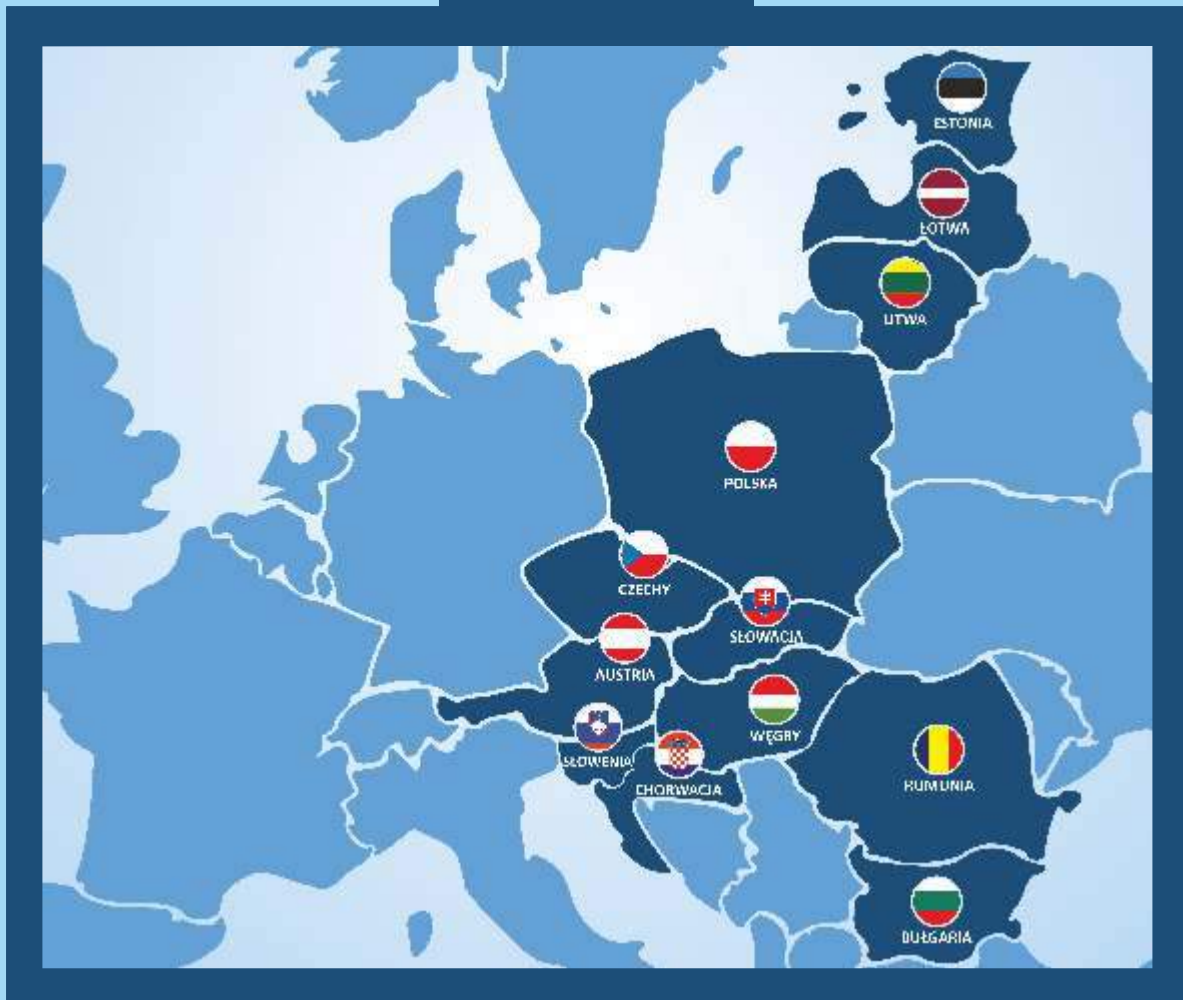 ESTONIA
ŁOTWA
LITWA
POLSKA
CZECHY
SŁOWACJA
AUSTRIA
WĘGRY
SŁOWENIA
CHORWACJA
RUMUNIA
BUŁGARIA